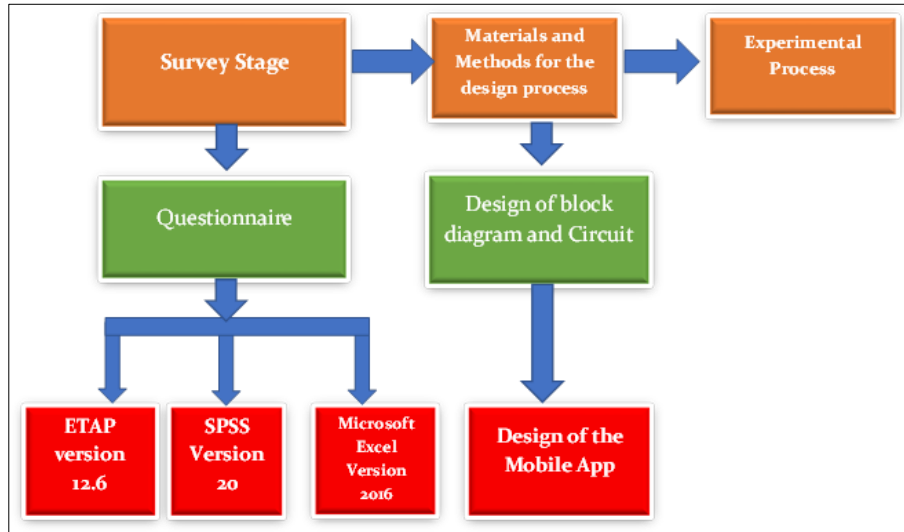 Survey Stage
Materials and
Methods for the
design process
Experimental
Process
Questionnaire
Design of block
diagram and Circuit
ETAP
version
12.6
SPSS
Version
20
Microsoft
Excel
Version
2016
Design of the
Mobile App